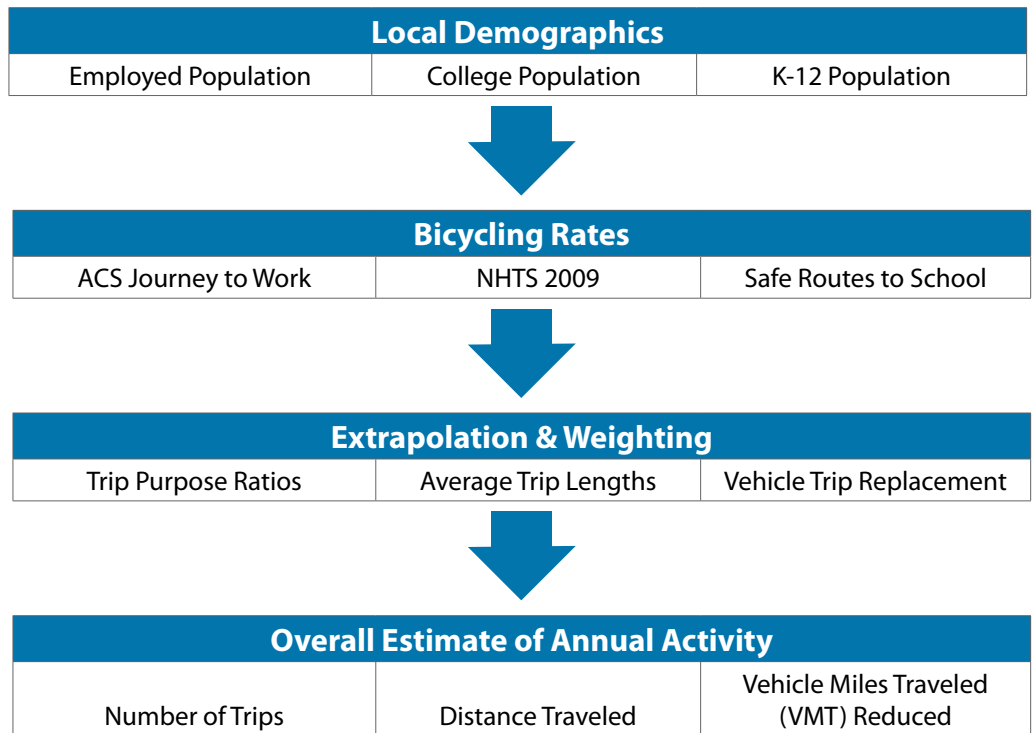 Local Demographics
Employed Population College Population K-12 Population
Bicycling Rates
ACS Journey to Work NHTS 2009 Safe Routes to School
Extrapolation & Weighting
Trip Purpose Ratios Average Trip Lengths Vehicle Trip Replacement
Overall Estimate of Annual Activity
Number of Trips Distance Traveled Vehicle Miles Traveled
(VMT) Reduced